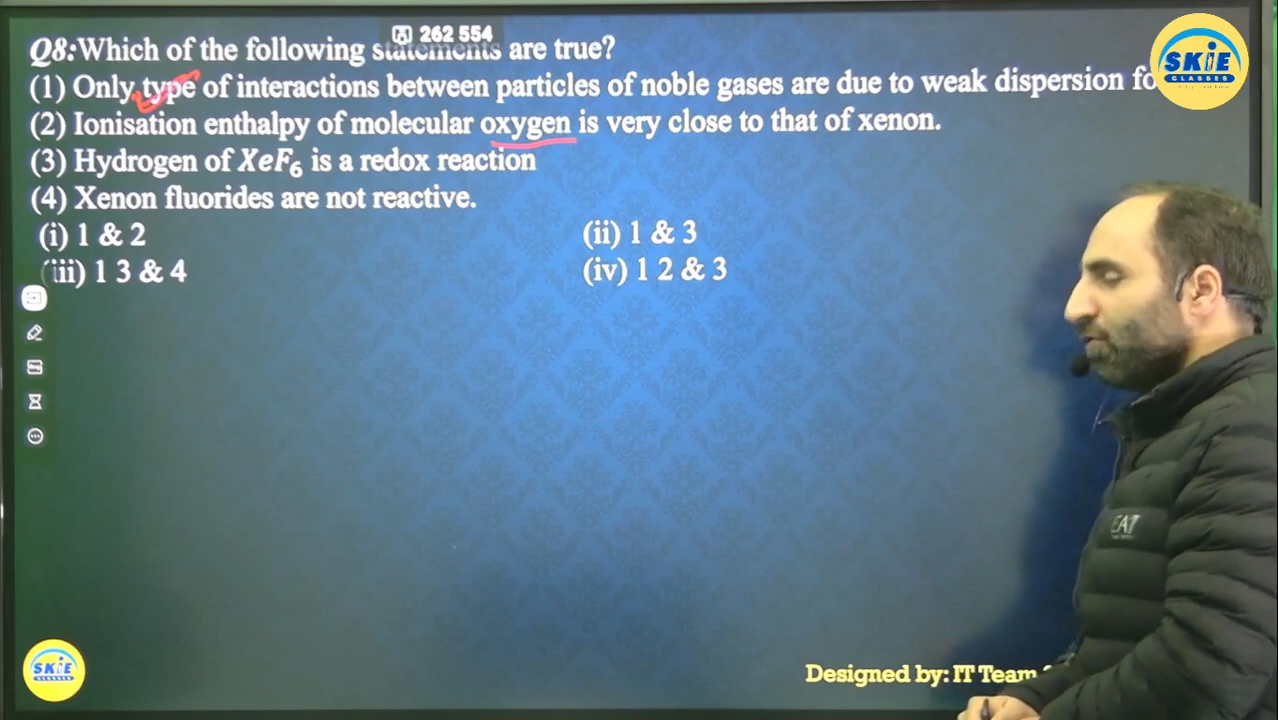 262 554
Q8:Which of the following statements are true?
(1) Only type of interactions between particles of noble gases are due to weak dispersion fo
(2) Ionisation enthalpy of molecular oxygen is very close to that of xenon.
(3) Hydrogen of XeF₆ is a redox reaction
(4) Xenon fluorides are not reactive.
(i) 1 & 2 (ii) 1 & 3
(iii) 1 3 & 4 (iv) 1 2 & 3
SKiE
CLASSES
EA7
SKiE
CLASSES
Designed by: IT Team